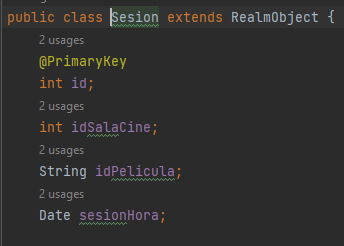 public class Sesion extends RealmObject {
2 usages
@PrimaryKey
int id;
2 usages
int idSalaCine;
2 usages
String idPelicula;
2 usages
Date sesionHora;